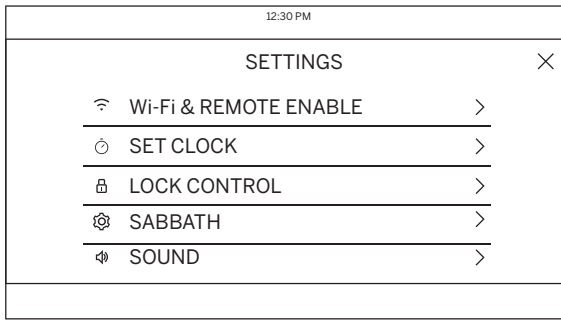 12:30 PM
SETTINGS
Wi-Fi & REMOTE ENABLE
SET CLOCK
LOCK CONTROL
SABBATH
SOUND